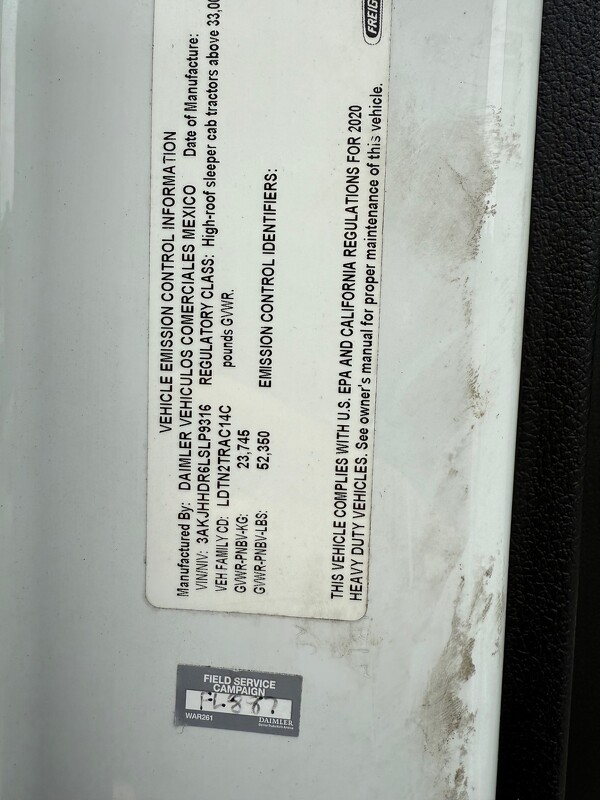 VEHICLE EMISSION CONTROL INFORMATION
Manufactured By: DAIMLER VEHICULOS COMERCIALES MEXICO Date of Manufacture:
VIN/NIV: 3AKJHHDR6LSLP9316 REGULATORY CLASS: High-roof sleeper cab tractors above
VEH FAMILY CD: LDTN2TRAC14C pounds GVWR.
GVWR-PNBV-KG: 23,745
GVWR-PNBV-LBS: 52,350 EMISSION CONTROL IDENTIFIERS:
THIS VEHICLE COMPLIES WITH U.S. EPA AND CALIFORNIA REGULATIONS FOR 2020
HEAVY DUTY VEHICLES. See owner's manual for proper maintenance of this vehicle.
FIELD SERVICE
CAMPAIGN
WAR261 DAIMLER